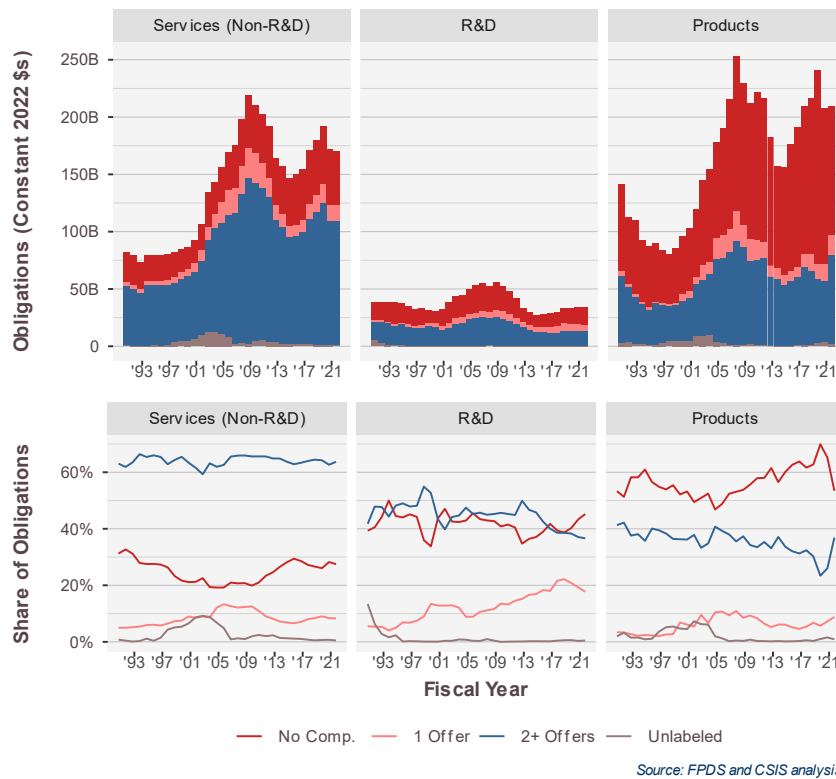 Services (Non-R&D) R&D Products
Obligations (Constant 2022 $s)
250B
200B
150B
100B
50B
0
'93 '97 '01 '05 '09 '13 '17 '21 '93 '97 '01 '05 '09 '13 '17 '21 '93 '97 '01 '05 '09 '13 '17 '21
Services (Non-R&D) R&D Products
Share of Obligations
60%
40%
20%
0%
'93 '97 '01 '05 '09 '13 '17 '21 '93 '97 '01 '05 '09 '13 '17 '21 '93 '97 '01 '05 '09 '13 '17 '21
Fiscal Year
No Comp. 1 Offer 2+ Offers Unlabeled
Source: FPDS and CSIS analysis